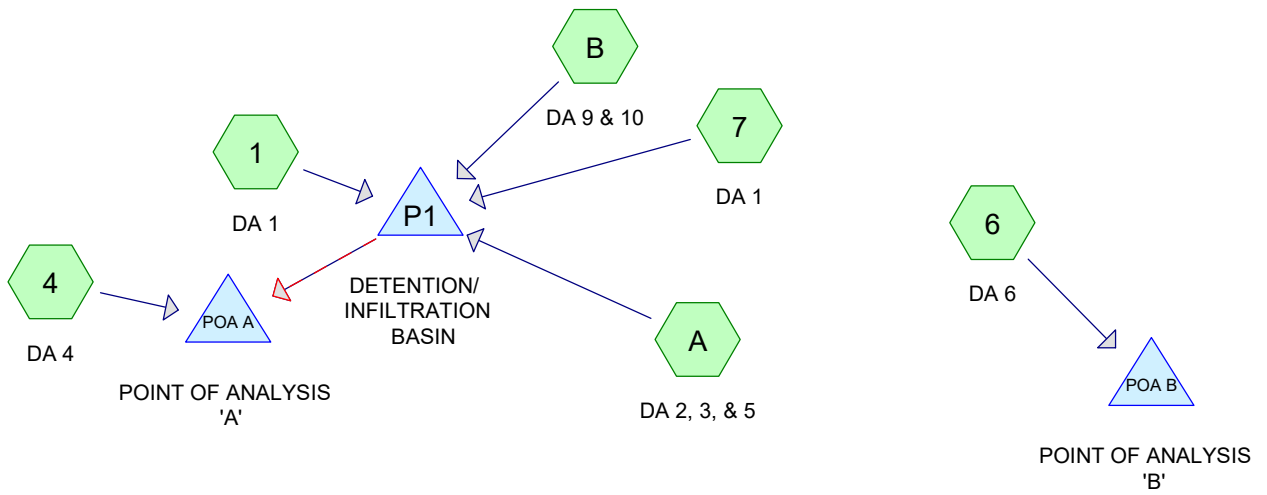 B
DA 9 & 10
7
DA 1
1
DA 1
P1
DETENTION/
INFILTRATION
BASIN
4
DA 4
POA A
POINT OF ANALYSIS
'A'
A
DA 2, 3, & 5
6
DA 6
POA B
POINT OF ANALYSIS
'B'